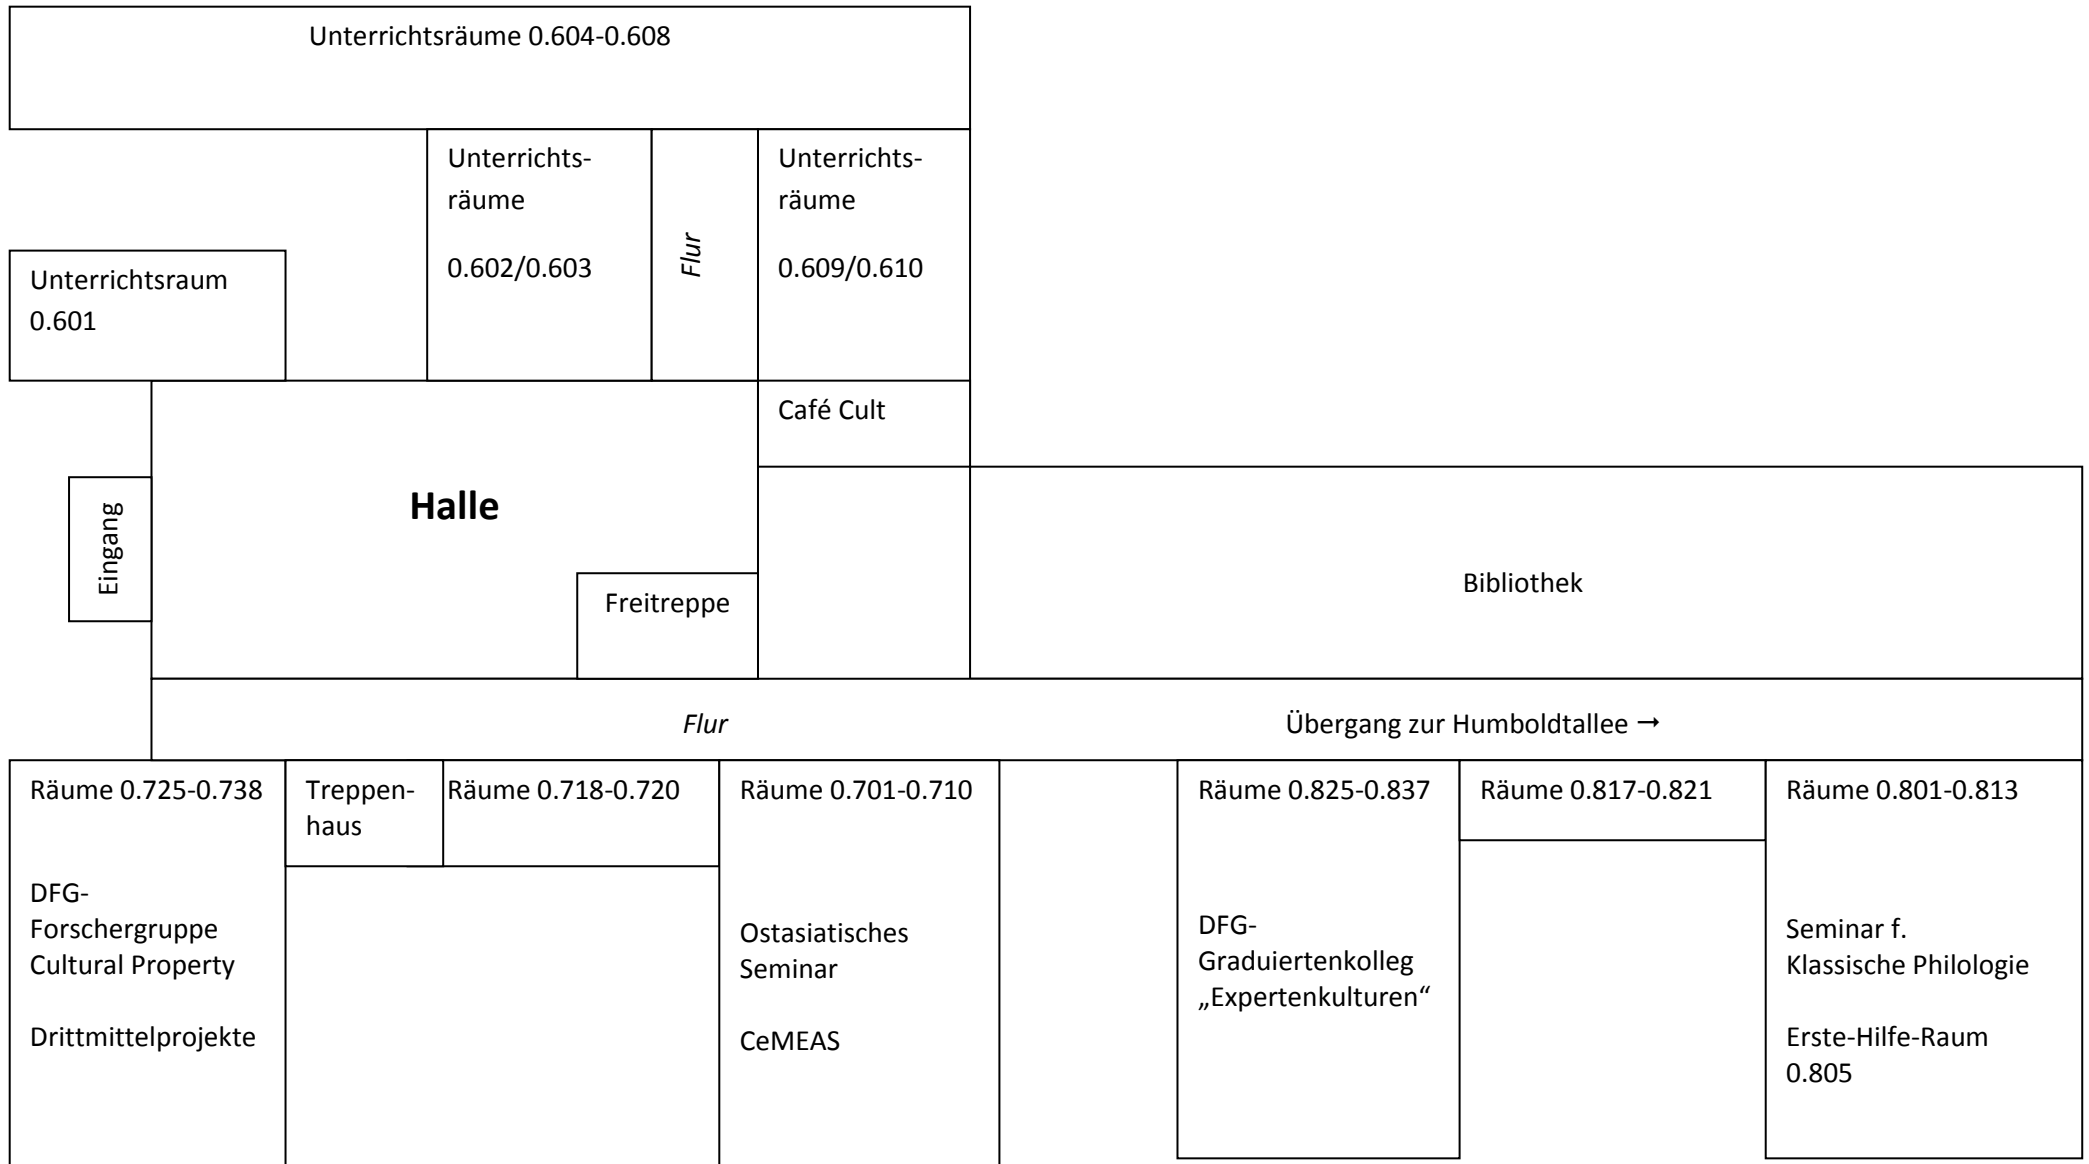 Unterrichtsräume 0.604-0.608
Unterrichts-
räume
0.602/0.603
Flur
Unterrichts-
räume
0.609/0.610
Unterrichtsraum
0.601
Café Cult
Eingang
Halle
Freitreppe
Bibliothek
Flur
Übergang zur Humboldtallee →
Räume 0.725-0.738
DFG-
Forschergruppe
Cultural Property
Drittmittelprojekte
Treppen-
haus
Räume 0.718-0.720
Räume 0.701-0.710
Ostasiatisches
Seminar
CeMEAS
Räume 0.825-0.837
DFG-
Graduiertenkolleg
„Expertenkulturen“
Räume 0.817-0.821
Räume 0.801-0.813
Seminar f.
Klassische Philologie
Erste-Hilfe-Raum
0.805